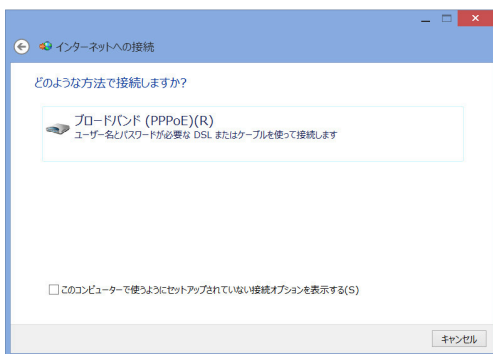 インターネットへの接続
どのような方法で接続しますか?
ブロードバンド (PPPoE)(R)
ユーザー名とパスワードが必要な DSL またはケーブルを使って接続します
このコンピューターで使うようにセットアップされていない接続オプションを表示する(S)
キャンセル